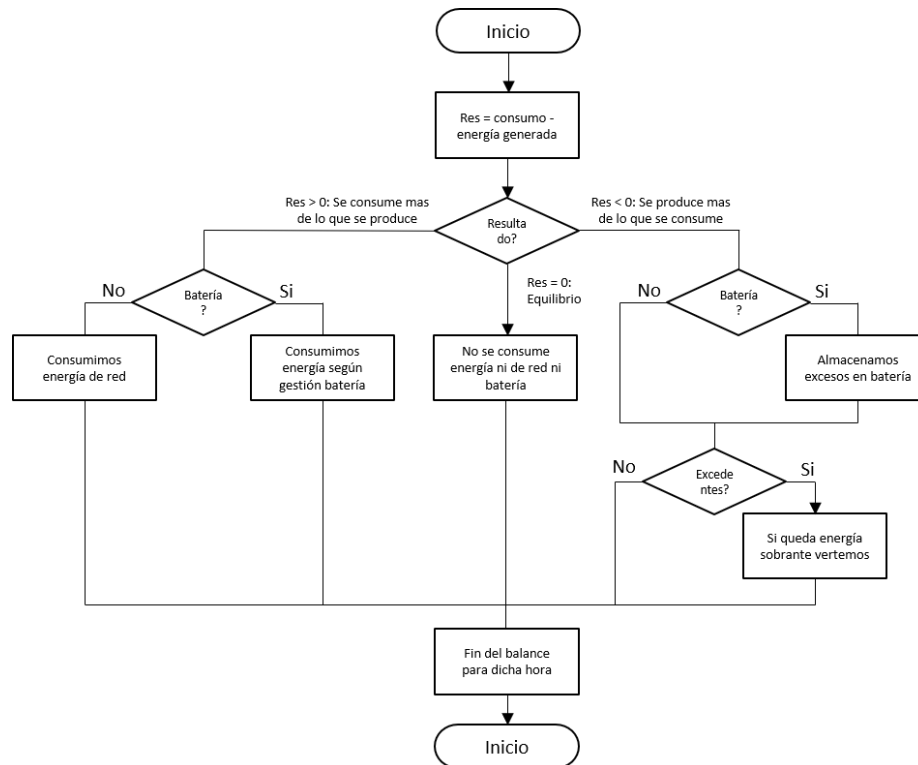 Inicio
Res = consumo -
energía generada
Res > 0: Se consume mas
de lo que se produce
Resulta
do?
Res < 0: Se produce mas
de lo que se consume
Res = 0:
Equilibrio
No
Batería
?
Si
No
Batería
?
Si
Consumimos
energía de red
Consumimos
energía según
gestión batería
No se consume
energía ni de red ni
batería
Almacenamos
excesos en batería
No
Excede
ntes?
Si
Si queda energía
sobrante vertemos
Fin del balance
para dicha hora
Inicio